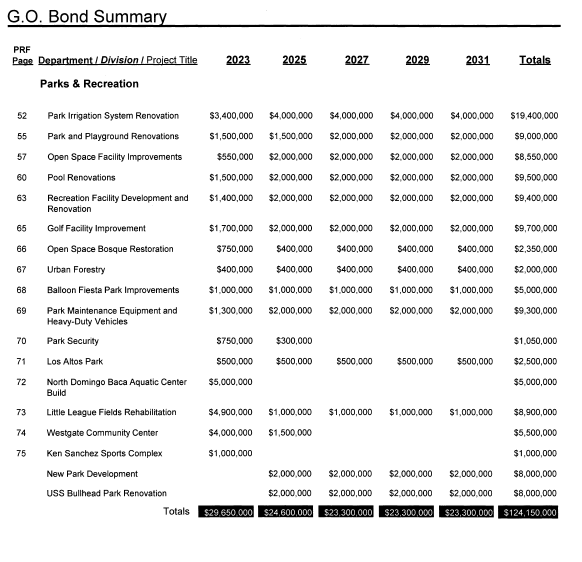 G.O. Bond Summary
PRF
Page Department / Division / Project Title 2023 2025 2027 2029 2031 Totals
Parks & Recreation
52 Park Irrigation System Renovation $3,400,000 $4,000,000 $4,000,000 $4,000,000 $4,000,000 $19,400,000
55 Park and Playground Renovations $1,500,000 $1,500,000 $2,000,000 $2,000,000 $2,000,000 $9,000,000
57 Open Space Facility Improvements $550,000 $2,000,000 $2,000,000 $2,000,000 $2,000,000 $8,550,000
60 Pool Renovations $1,500,000 $2,000,000 $2,000,000 $2,000,000 $2,000,000 $9,500,000
63 Recreation Facility Development and $1,400,000 $2,000,000 $2,000,000 $2,000,000 $2,000,000 $9,400,000
Renovation
65 Golf Facility Improvement $1,700,000 $2,000,000 $2,000,000 $2,000,000 $2,000,000 $9,700,000
66 Open Space Bosque Restoration $750,000 $400,000 $400,000 $400,000 $400,000 $2,350,000
67 Urban Forestry $400,000 $400,000 $400,000 $400,000 $400,000 $2,000,000
68 Balloon Fiesta Park Improvements $1,000,000 $1,000,000 $1,000,000 $1,000,000 $1,000,000 $5,000,000
69 Park Maintenance Equipment and $1,300,000 $2,000,000 $2,000,000 $2,000,000 $2,000,000 $9,300,000
Heavy-Duty Vehicles
70 Park Security $750,000 $300,000 $1,050,000
71 Los Altos Park $500,000 $500,000 $500,000 $500,000 $500,000 $2,500,000
72 North Domingo Baca Aquatic Center $5,000,000 $5,000,000
Build
73 Little League Fields Rehabilitation $4,900,000 $1,000,000 $1,000,000 $1,000,000 $1,000,000 $8,900,000
74 Westgate Community Center $4,000,000 $1,500,000 $5,500,000
75 Ken Sanchez Sports Complex $1,000,000 $1,000,000
New Park Development $2,000,000 $2,000,000 $2,000,000 $2,000,000 $8,000,000
USS Bullhead Park Renovation $2,000,000 $2,000,000 $2,000,000 $2,000,000 $8,000,000
Totals $29,650,000 $24,600,000 $23,300,000 $23,300,000 $23,300,000 $124,150,000